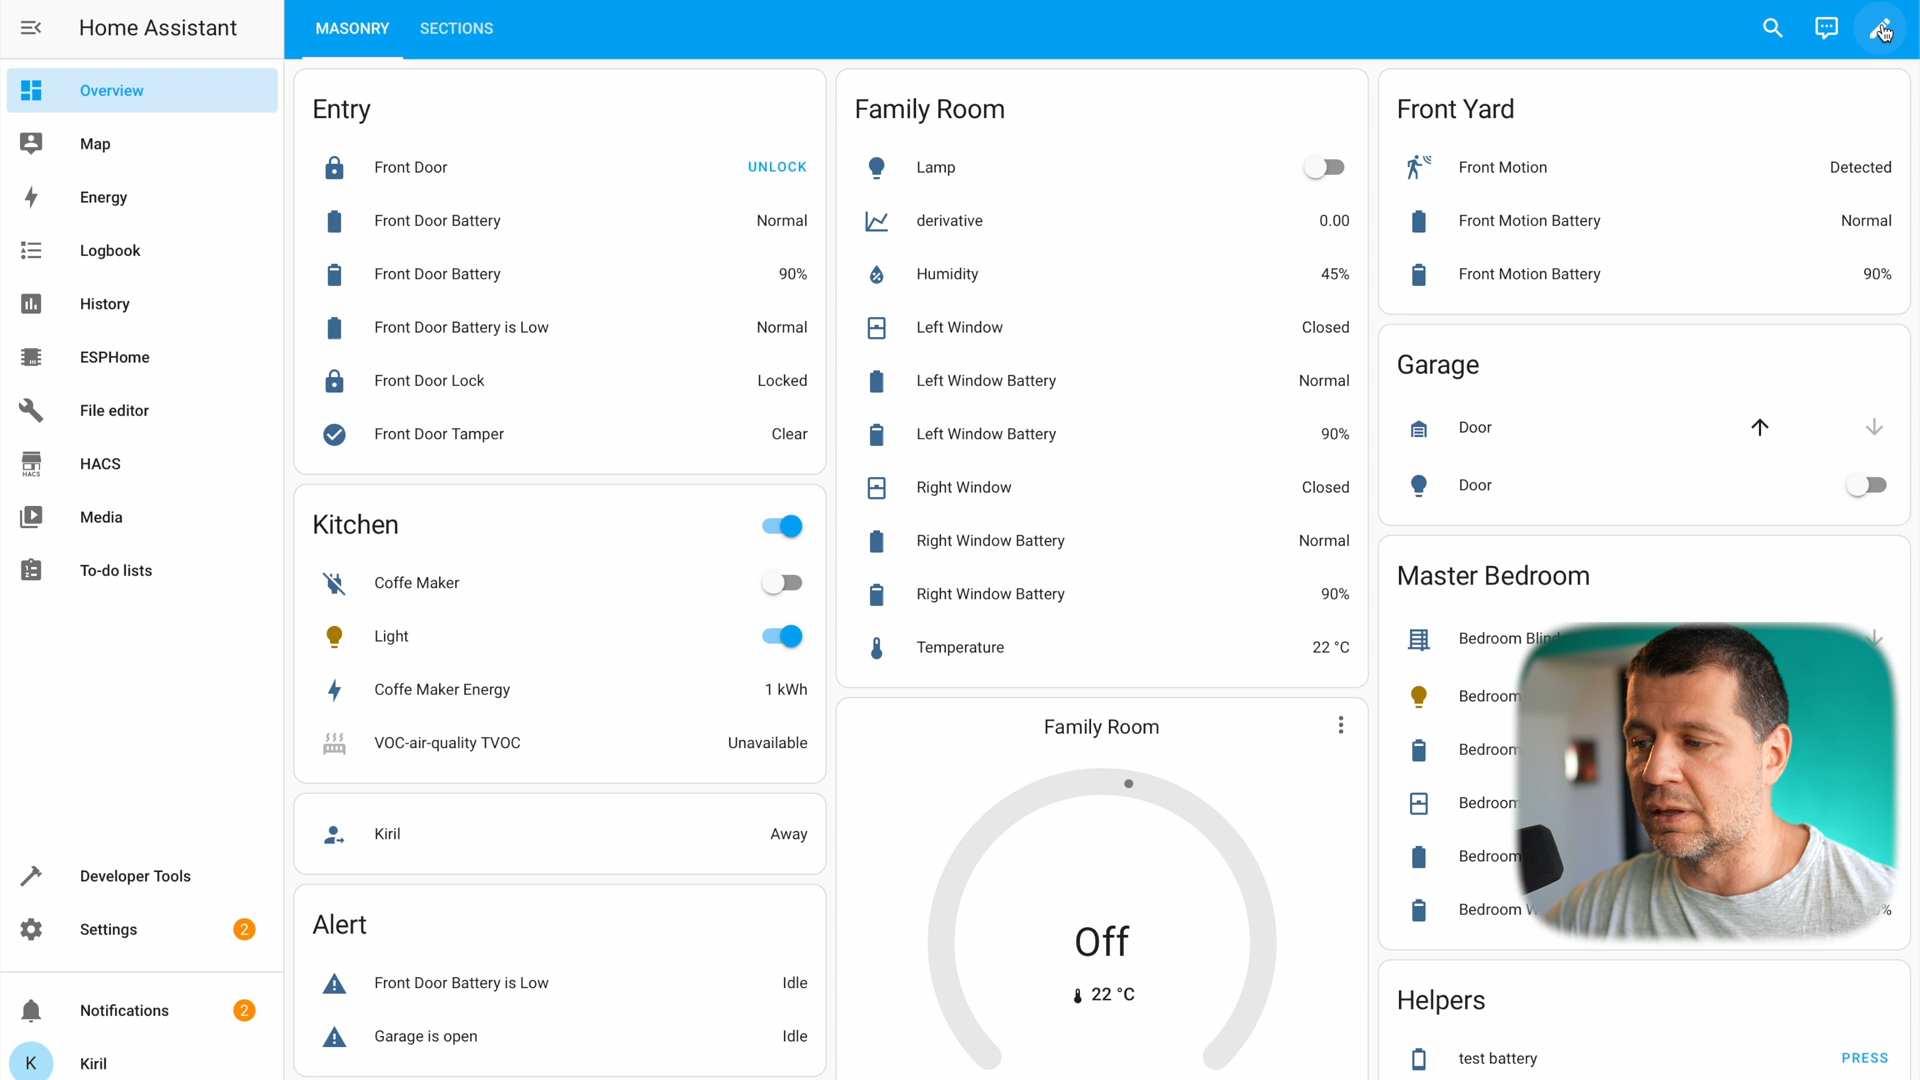 Home Assistant
MASONRY
SECTIONS
Overview
Map
Energy
Logbook
History
ESPHome
File editor
HACS
HACS
Media
To-do lists
Developer Tools
Settings
2
Notifications
2
K
Kiril
Entry
Front Door UNLOCK
Front Door Battery Normal
Front Door Battery 90%
Front Door Battery is Low Normal
Front Door Lock Locked
Front Door Tamper Clear
Kitchen
Coffe Maker
Light
Coffe Maker Energy 1 kWh
VOC-air-quality TVOC Unavailable
Kiril Away
Alert
Front Door Battery is Low Idle
Garage is open Idle
Family Room
Lamp
derivative 0.00
Humidity 45%
Left Window Closed
Left Window Battery Normal
Left Window Battery 90%
Right Window Closed
Right Window Battery Normal
Right Window Battery 90%
Temperature 22 °C
Family Room
Off
22 °C
Front Yard
Front Motion Detected
Front Motion Battery Normal
Front Motion Battery 90%
Garage
Door
Door
Master Bedroom
Bedroom
Bedroom
Bedroom
Bedroom
Bedroom
Bedroom %
Helpers
test battery PRESS